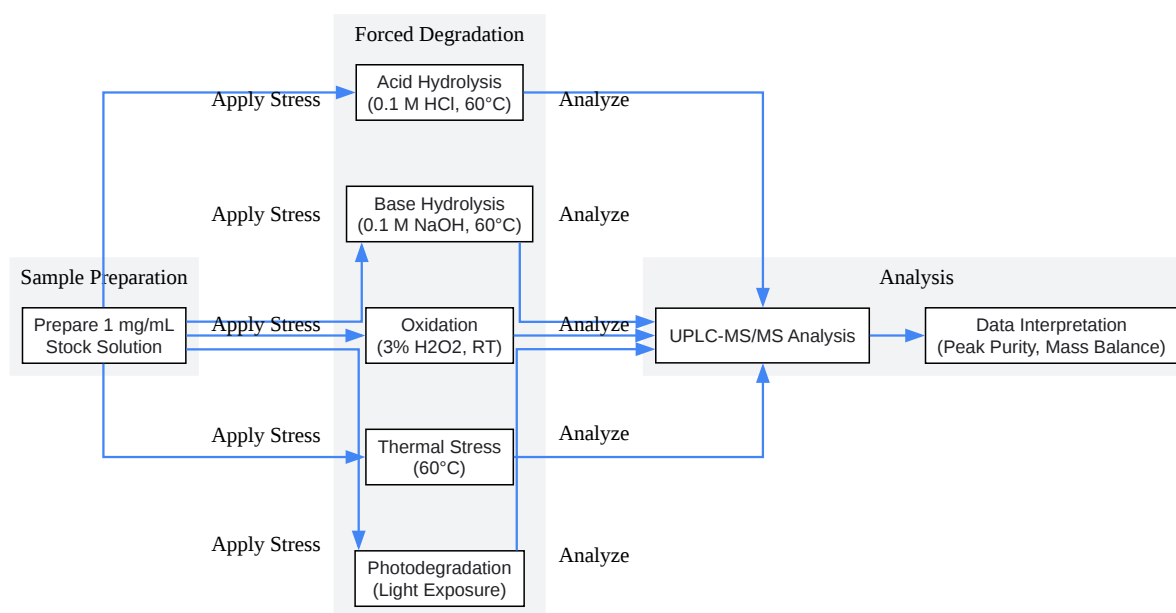 Forced Degradation
Acid Hydrolysis
(0.1 M HCl, 60°C)
Apply Stress
Analyze
Base Hydrolysis
(0.1 M NaOH, 60°C)
Apply Stress
Analyze
Sample Preparation
Analysis
Prepare 1 mg/mL
Stock Solution
Apply Stress
Oxidation
(3% H2O2, RT)
Analyze
UPLC-MS/MS Analysis
Data Interpretation
(Peak Purity, Mass Balance)
Apply Stress
Thermal Stress
(60°C)
Analyze
Apply Stress
Photodegradation
(Light Exposure)
Analyze